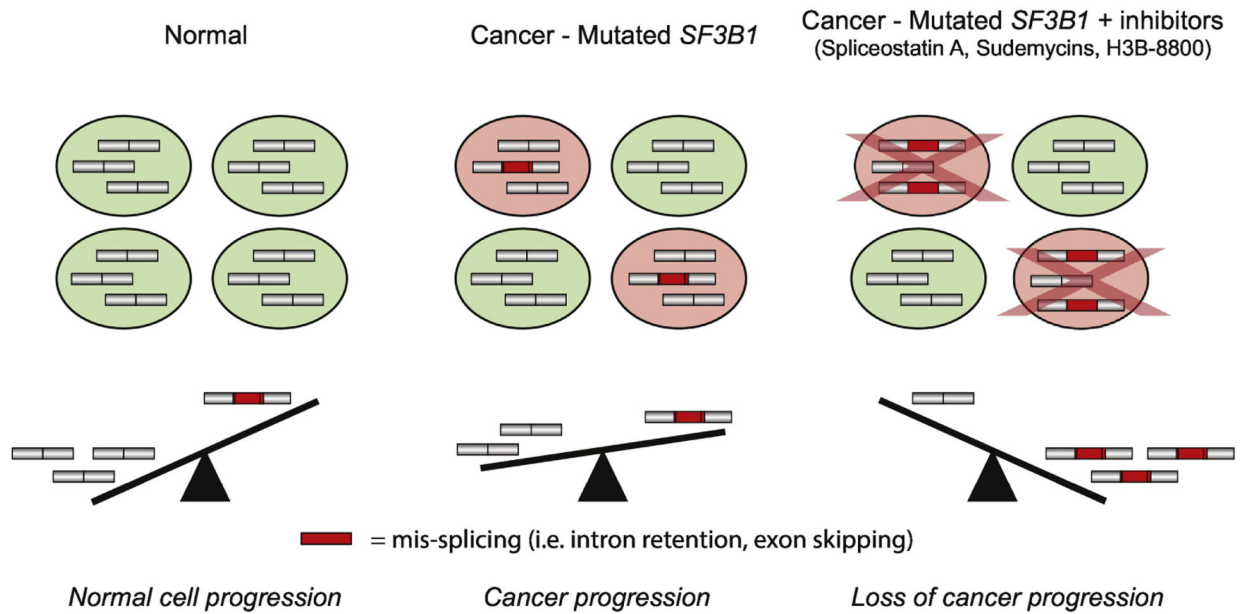 Normal
Cancer - Mutated SF3B1
Cancer - Mutated SF3B1 + inhibitors
(Spliceostatin A, Sudemycins, H3B-8800)
= mis-splicing (i.e. intron retention, exon skipping)
Normal cell progression
Cancer progression
Loss of cancer progression